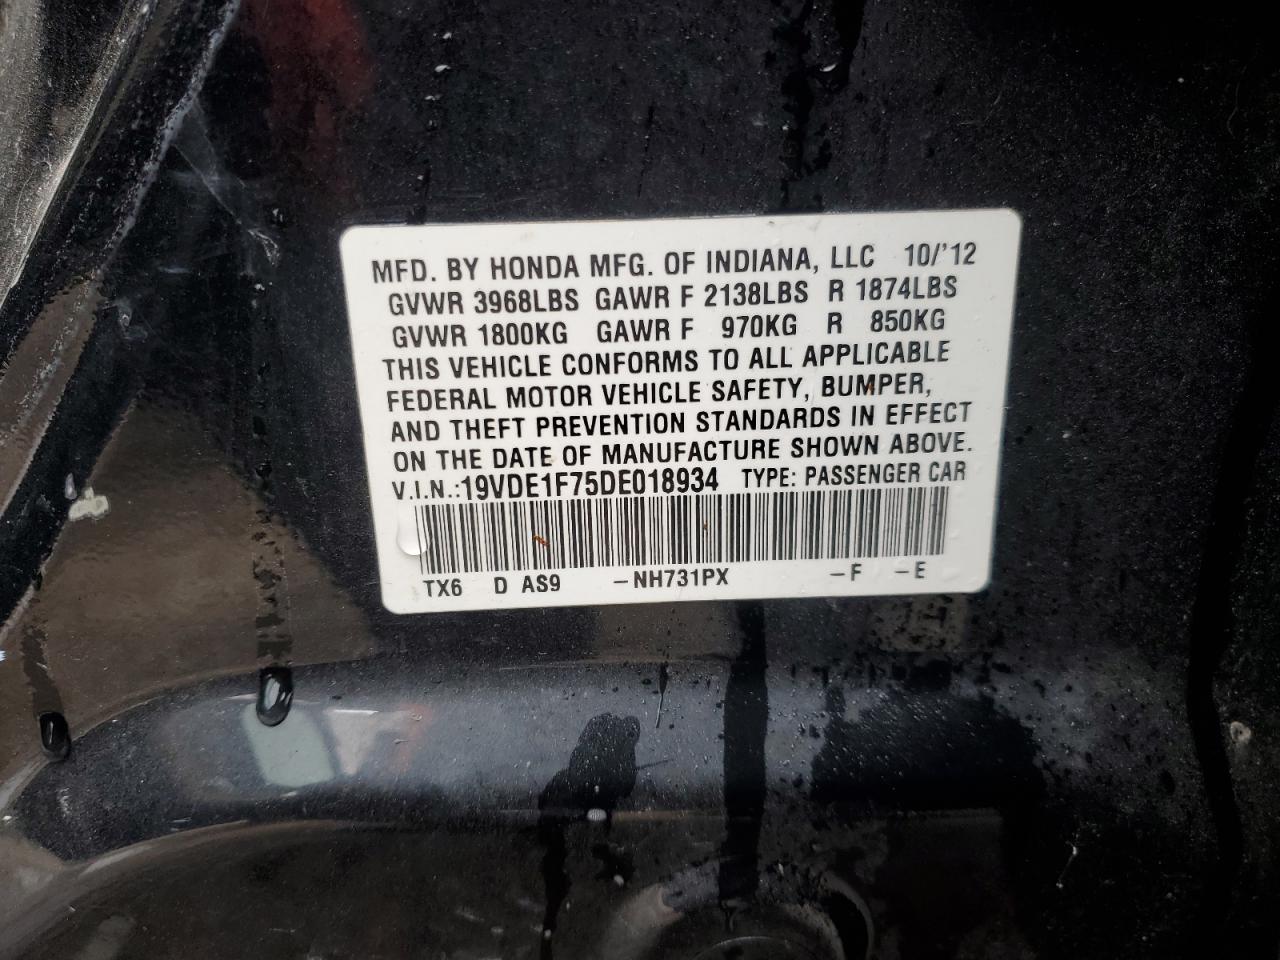 MFD. BY HONDA MFG. OF INDIANA, LLC 10/'12
GVWR 3968LBS GAWR F 2138LBS R 1874LBS
GVWR 1800KG GAWR F 970KG R 850KG
THIS VEHICLE CONFORMS TO ALL APPLICABLE
FEDERAL MOTOR VEHICLE SAFETY, BUMPER,
AND THEFT PREVENTION STANDARDS IN EFFECT
ON THE DATE OF MANUFACTURE SHOWN ABOVE.
V.I.N.:19VDE1F75DE018934 TYPE: PASSENGER CAR
TX6 D AS9 -NH731PX -F -E